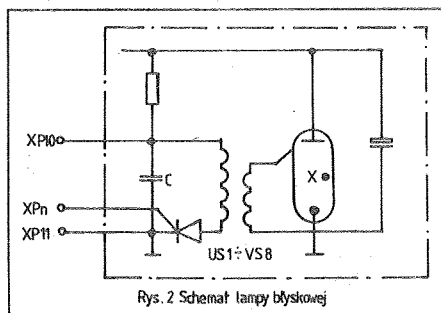 XP10
C
XPn
XP11
X
US1÷VS8
Rys. 2 Schemat lampy błyskowej